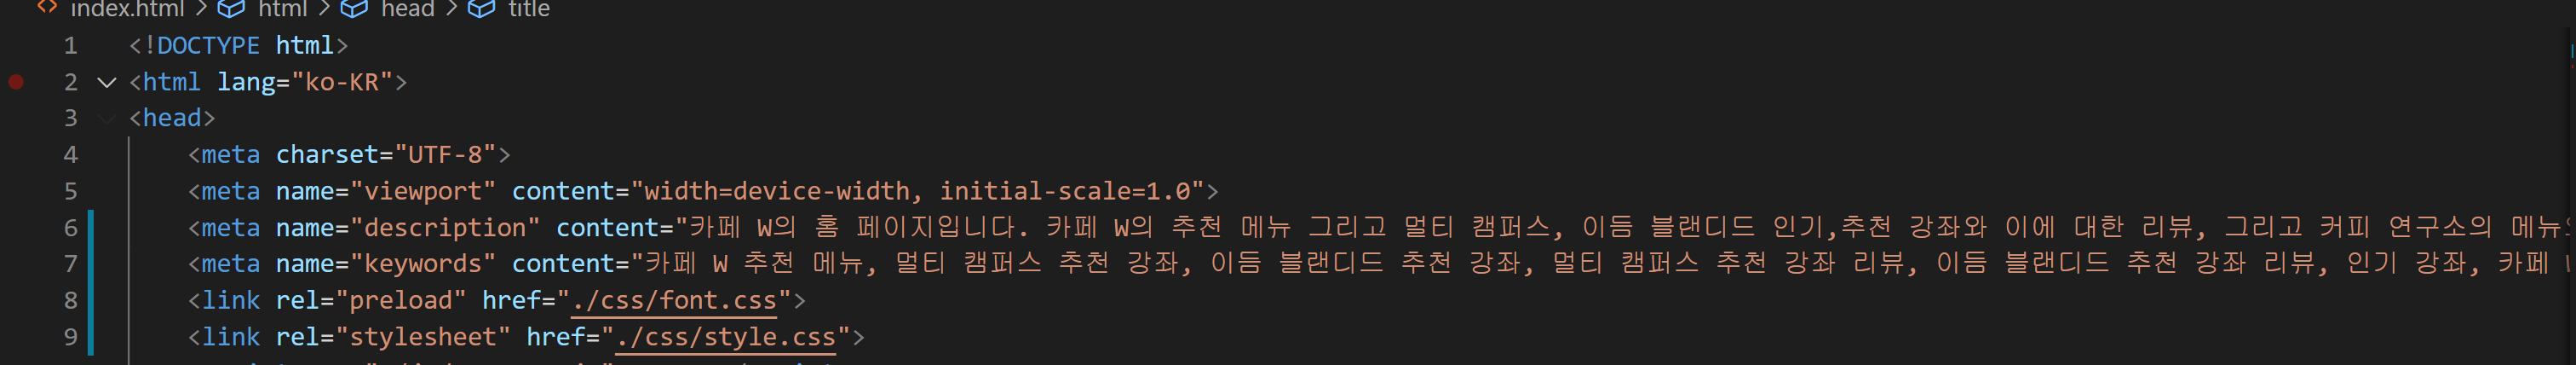 index.html > html > head > title
1 <!DOCTYPE html>
2 <html lang="ko-KR">
3 <head>
4 <meta charset="UTF-8">
5 <meta name="viewport" content="width=device-width, initial-scale=1.0">
6 <meta name="description" content="카페 W의 홈 페이지입니다. 카페 W의 추천 메뉴 그리고 멀티 캠퍼스, 이듬 블랜디드 인기,추천 강좌와 이에 대한 리뷰, 그리고 커피 연구소의 메뉴
7 <meta name="keywords" content="카페 W 추천 메뉴, 멀티 캠퍼스 추천 강좌, 이듬 블랜디드 추천 강좌, 멀티 캠퍼스 추천 강좌 리뷰, 이듬 블랜디드 추천 강좌 리뷰, 인기 강좌, 카페
8 <link rel="preload" href="./css/font.css">
9 <link rel="stylesheet" href="./css/style.css">